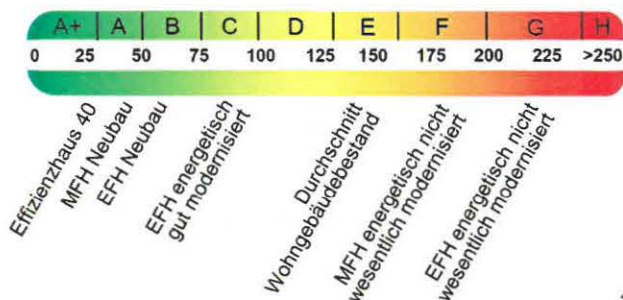 A+ A B C D E F G H
0 25 50 75 100 125 150 175 200 225 >250
Effizienzhaus 40
MFH Neubau
EFH Neubau
EFH energetisch
gut modernisiert
Durchschnitt
Wohngebäudebestand
MFH energetisch nicht
wesentlich modernisiert
EFH energetisch nicht
wesentlich modernisiert